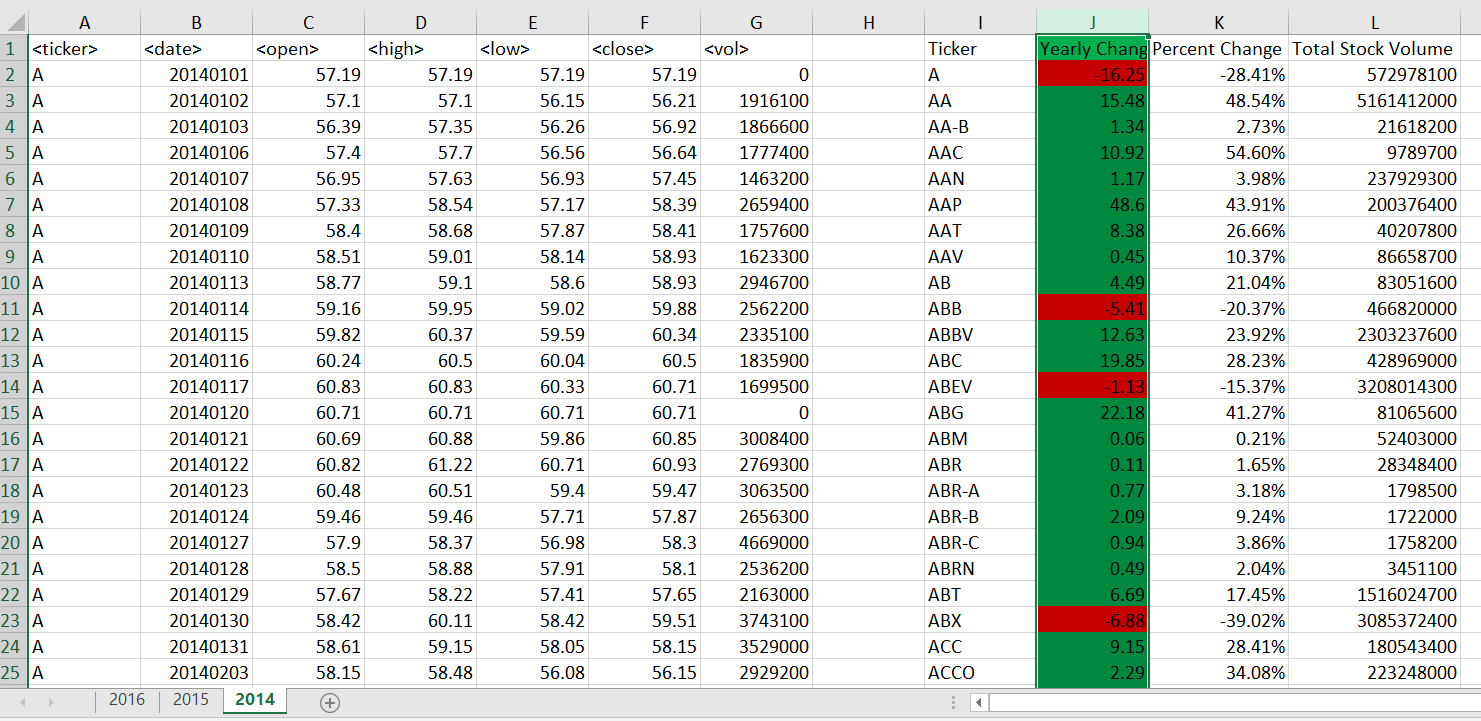 A B C D E F G H I J K L
1 <ticker> <date> <open> <high> <low> <close> <vol> Ticker Yearly Chang Percent Change Total Stock Volume
2 A 20140101 57.19 57.19 57.19 57.19 0 A -16.25 -28.41% 572978100
3 A 20140102 57.1 57.1 56.15 56.21 1916100 AA 15.48 48.54% 5161412000
4 A 20140103 56.39 57.35 56.26 56.92 1866600 AA-B 1.34 2.73% 21618200
5 A 20140106 57.4 57.7 56.56 56.64 1777400 AAC 10.92 54.60% 9789700
6 A 20140107 56.95 57.63 56.93 57.45 1463200 AAN 1.17 3.98% 237929300
7 A 20140108 57.33 58.54 57.17 58.39 2659400 AAP 48.6 43.91% 200376400
8 A 20140109 58.4 58.68 57.87 58.41 1757600 AAT 8.38 26.66% 40207800
9 A 20140110 58.51 59.01 58.14 58.93 1623300 AAV 0.45 10.37% 86658700
10 A 20140113 58.77 59.1 58.6 58.93 2946700 AB 4.49 21.04% 83051600
11 A 20140114 59.16 59.95 59.02 59.88 2562200 ABB -5.41 -20.37% 466820000
12 A 20140115 59.82 60.37 59.59 60.34 2335100 ABBV 12.63 23.92% 2303237600
13 A 20140116 60.24 60.5 60.04 60.5 1835900 ABC 19.85 28.23% 428969000
14 A 20140117 60.83 60.83 60.33 60.71 1699500 ABEV -1.13 -15.37% 3208014300
15 A 20140120 60.71 60.71 60.71 60.71 0 ABG 22.18 41.27% 81065600
16 A 20140121 60.69 60.88 59.86 60.85 3008400 ABM 0.06 0.21% 52403000
17 A 20140122 60.82 61.22 60.71 60.93 2769300 ABR 0.11 1.65% 28348400
18 A 20140123 60.48 60.51 59.4 59.47 3063500 ABR-A 0.77 3.18% 1798500
19 A 20140124 59.46 59.46 57.71 57.87 2656300 ABR-B 2.09 9.24% 1722000
20 A 20140127 57.9 58.37 56.98 58.3 4669000 ABR-C 0.94 3.86% 1758200
21 A 20140128 58.5 58.88 57.91 58.1 2536200 ABRN 0.49 2.04% 3451100
22 A 20140129 57.67 58.22 57.41 57.65 2163000 ABT 6.69 17.45% 1516024700
23 A 20140130 58.42 60.11 58.42 59.51 3743100 ABX -6.88 -39.02% 3085372400
24 A 20140131 58.61 59.15 58.05 58.15 3529000 ACC 9.15 28.41% 180543400
25 A 20140203 58.15 58.48 56.08 56.15 2929200 ACCO 2.29 34.08% 223248000
2016 2015 2014